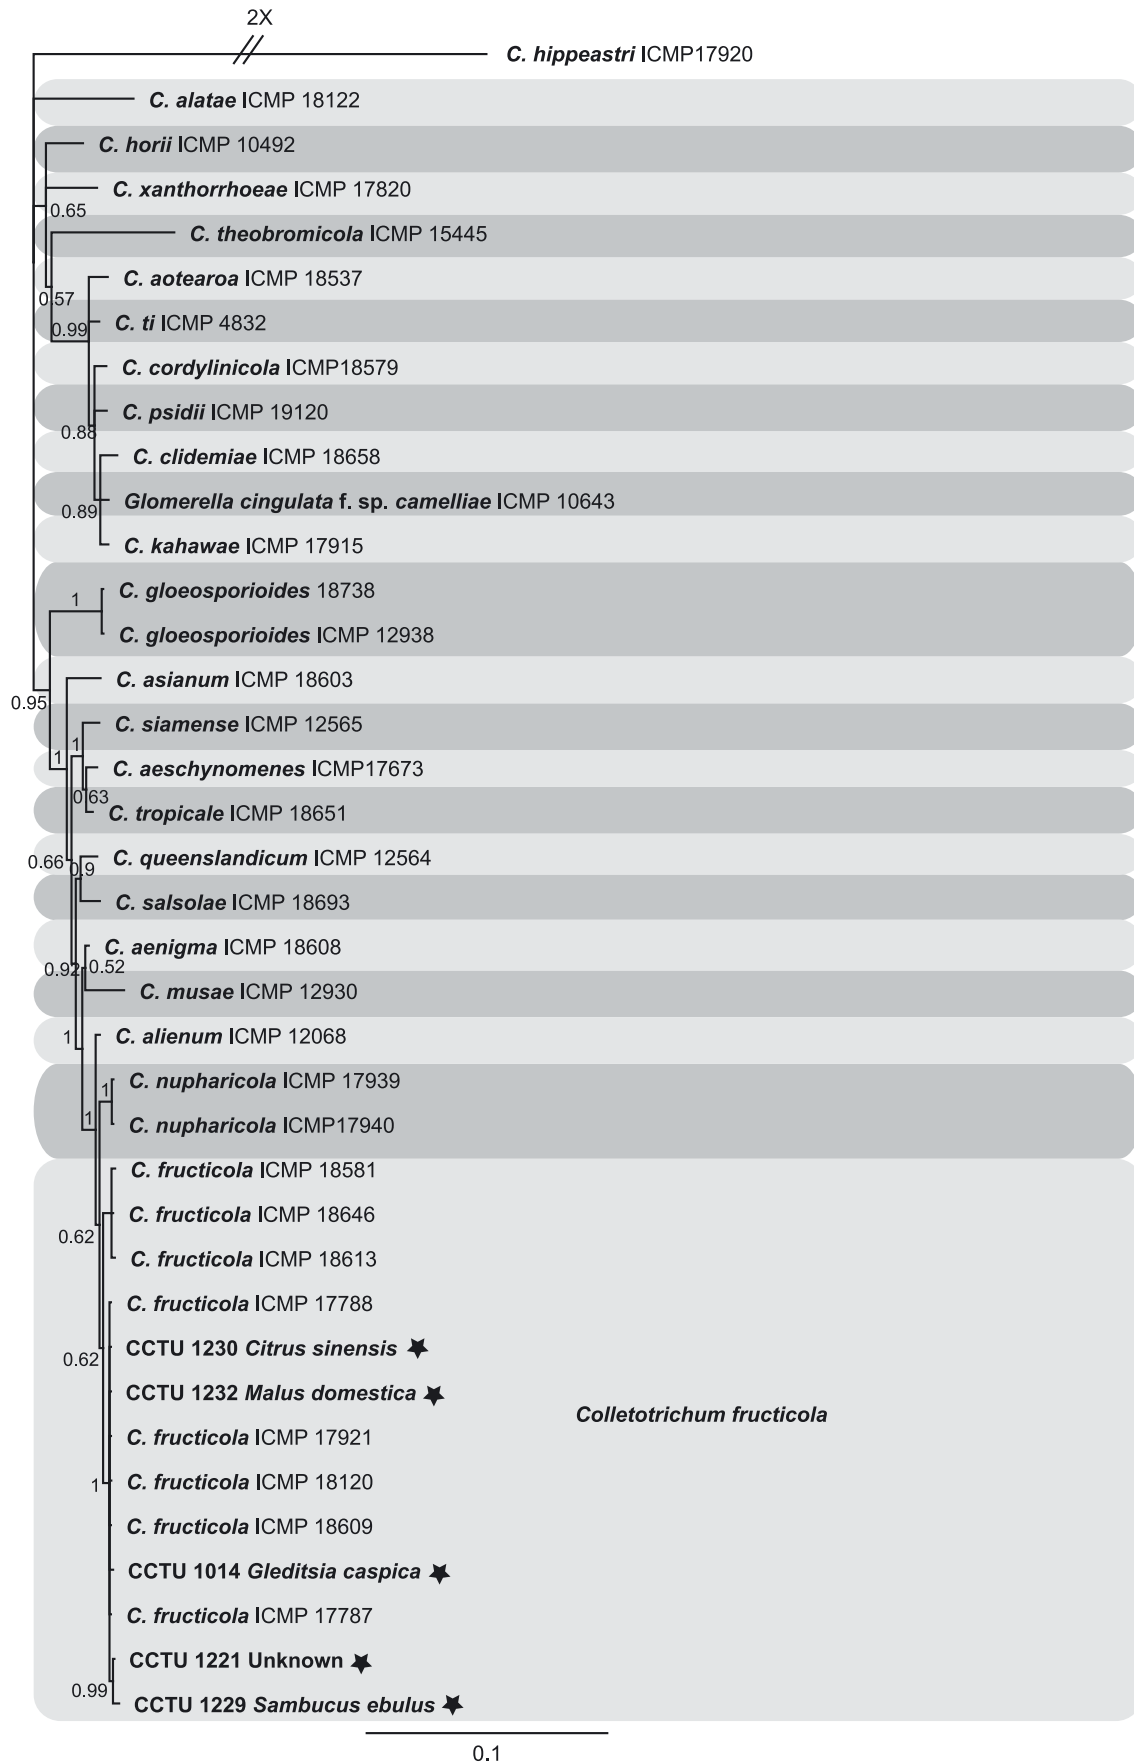 2X
C. hippeastri ICMP17920
C. alatae ICMP 18122
C. horii ICMP 10492
C. xanthorrhoeae ICMP 17820
0.65
C. theobromicola ICMP 15445
C. aotearoa ICMP 18537
0.57
C. ti ICMP 4832
0.99
C. cordylinicola ICMP18579
C. psidii ICMP 19120
0.88
C. clidemiae ICMP 18658
Glomerella cingulata f. sp. camelliae ICMP 10643
0.89
C. kahawae ICMP 17915
C. gloeosporioides 18738
1
C. gloeosporioides ICMP 12938
C. asianum ICMP 18603
0.95
C. siamense ICMP 12565
1
1
C. aeschynomenes ICMP17673
0.63
C. tropicale ICMP 18651
C. queenslandicum ICMP 12564
0.66
0.9
C. salsolae ICMP 18693
C. aenigma ICMP 18608
0.92
0.52
C. musae ICMP 12930
1
C. alienum ICMP 12068
C. nupharicola ICMP 17939
1
1
C. nupharicola ICMP17940
C. fructicola ICMP 18581
C. fructicola ICMP 18646
0.62
C. fructicola ICMP 18613
C. fructicola ICMP 17788
CCTU 1230 Citrus sinensis
0.62
CCTU 1232 Malus domestica
Colletotrichum fructicola
C. fructicola ICMP 17921
C. fructicola ICMP 18120
1
C. fructicola ICMP 18609
CCTU 1014 Gleditsia caspica
C. fructicola ICMP 17787
CCTU 1221 Unknown
0.99
CCTU 1229 Sambucus ebulus
0.1